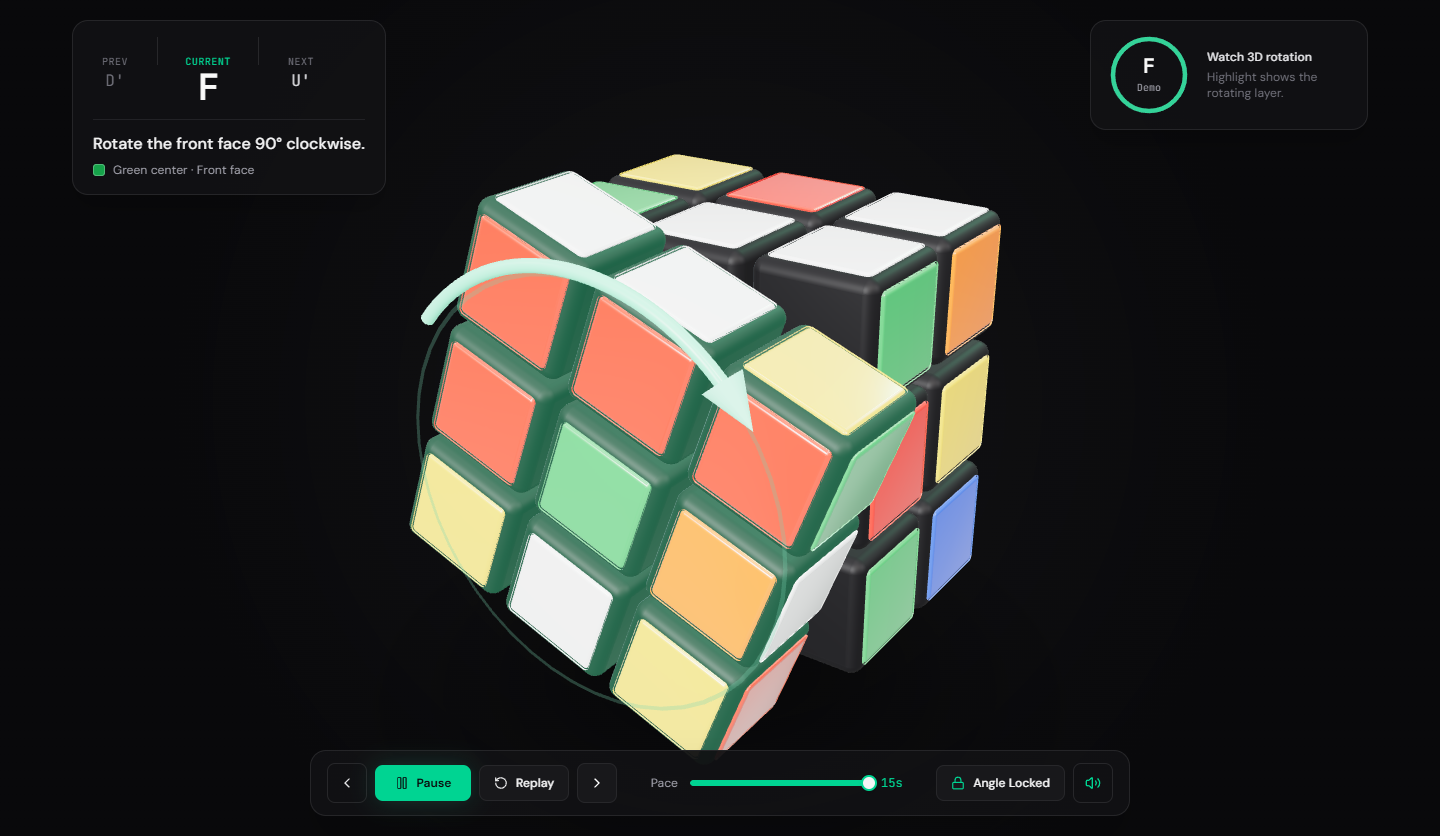 PREV
D'
CURRENT
F
NEXT
U'
Rotate the front face 90° clockwise.
Green center · Front face
F
Demo
Watch 3D rotation
Highlight shows the
rotating layer.
Pause
Replay
Pace
15s
Angle Locked